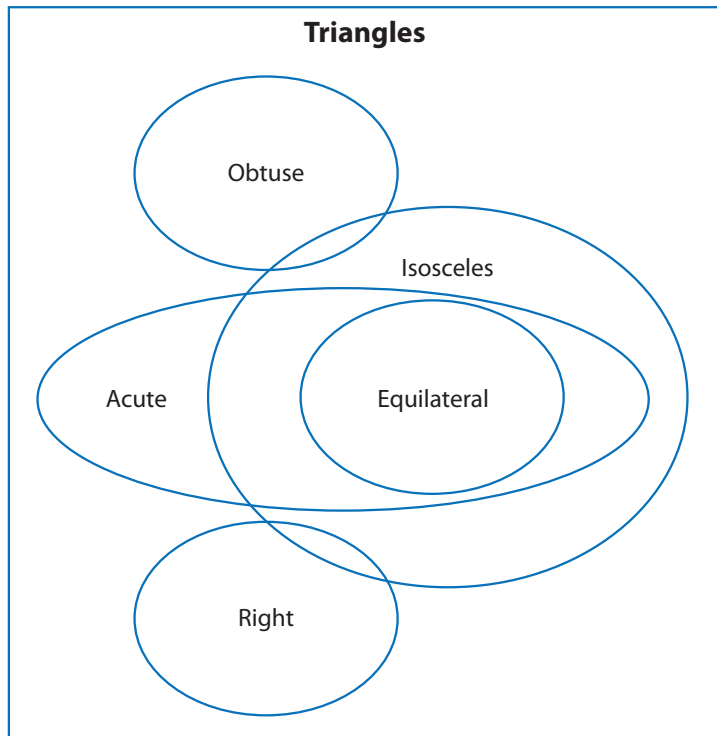 Triangles
Obtuse
Isosceles
Acute
Equilateral
Right